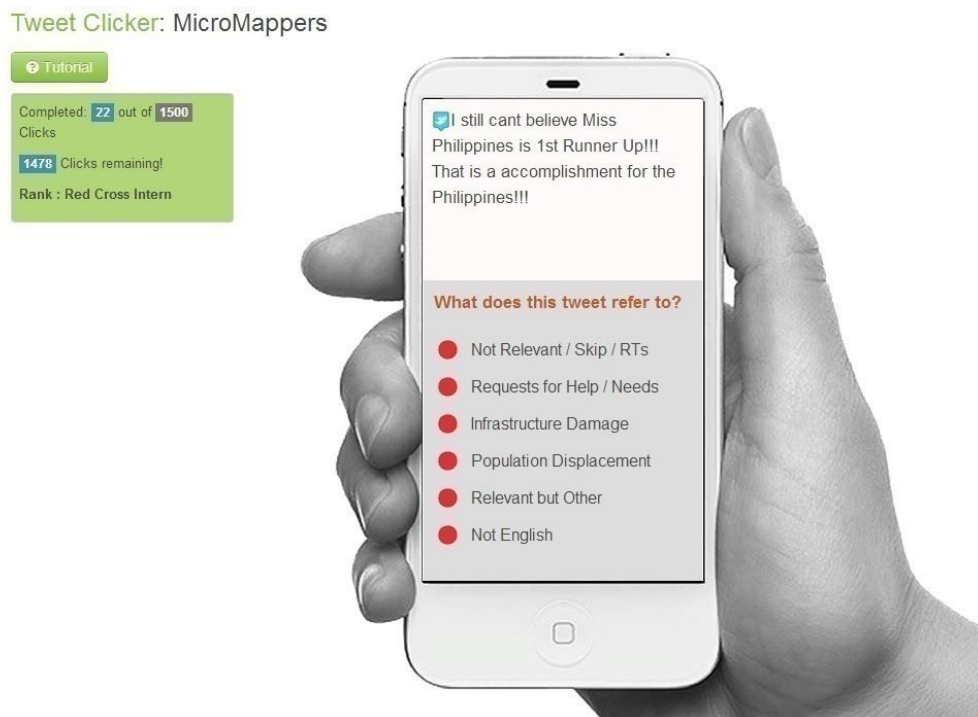 Tweet Clicker: MicroMappers
Tutorial
Completed: 22 out of 1500
Clicks
1478 Clicks remaining!
Rank : Red Cross Intern
I still cant believe Miss
Philippines is 1st Runner Up!!!
That is a accomplishment for the
Philippines!!!
What does this tweet refer to?
Not Relevant / Skip / RTs
Requests for Help / Needs
Infrastructure Damage
Population Displacement
Relevant but Other
Not English